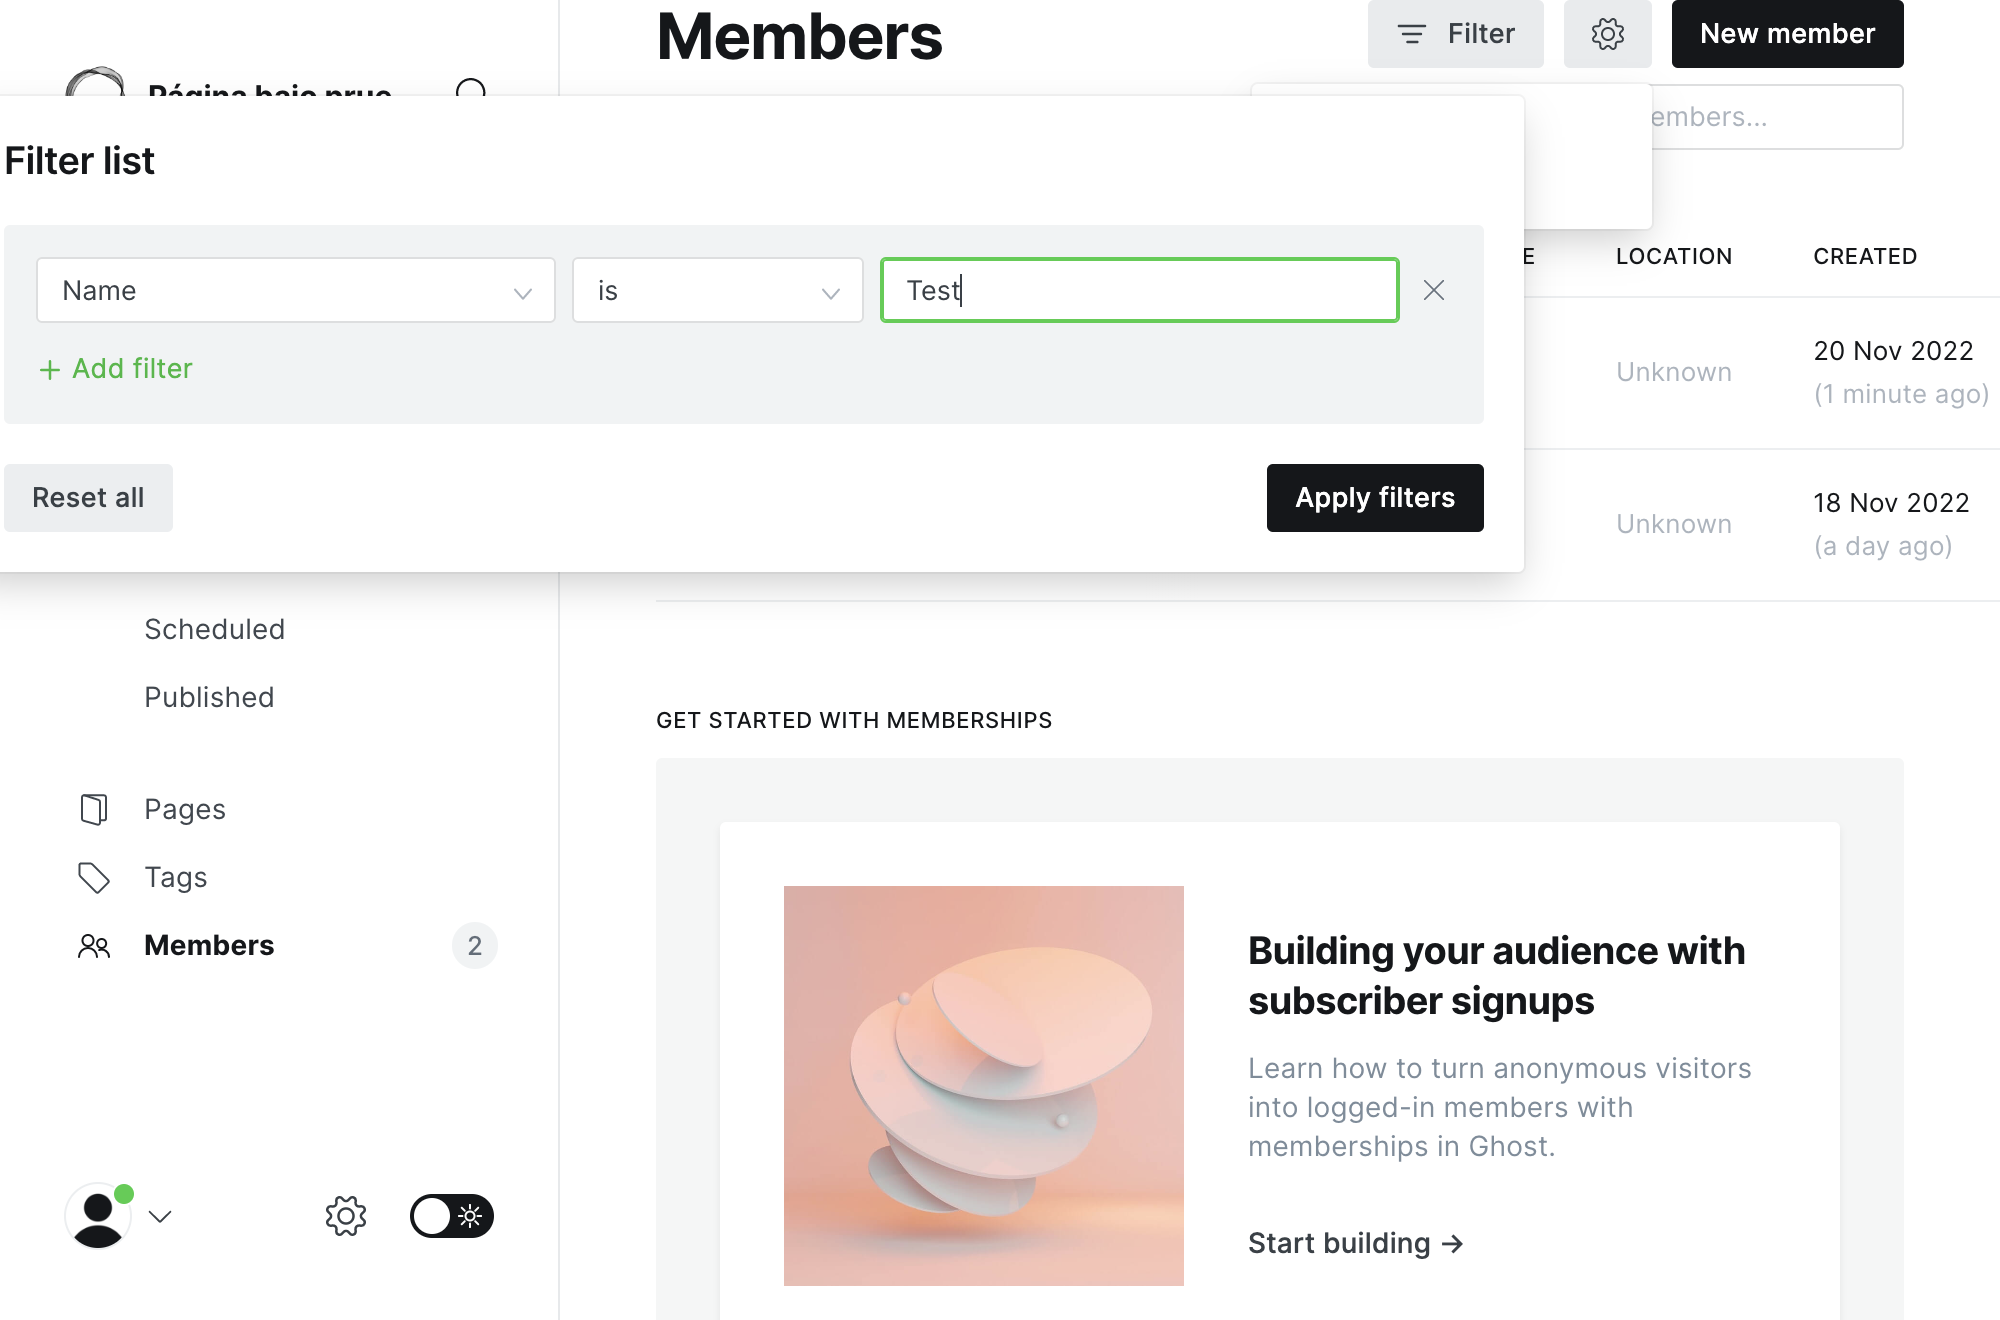 Members
Filter
New member
Página bajo prue
embers...
Filter list
Name
is
Test
Add filter
Reset all
Apply filters
E
LOCATION
CREATED
Unknown
20 Nov 2022
(1 minute ago)
Unknown
18 Nov 2022
(a day ago)
Scheduled
Published
Pages
Tags
Members
2
GET STARTED WITH MEMBERSHIPS
Building your audience with
subscriber signups
Learn how to turn anonymous visitors
into logged-in members with
memberships in Ghost.
Start building →